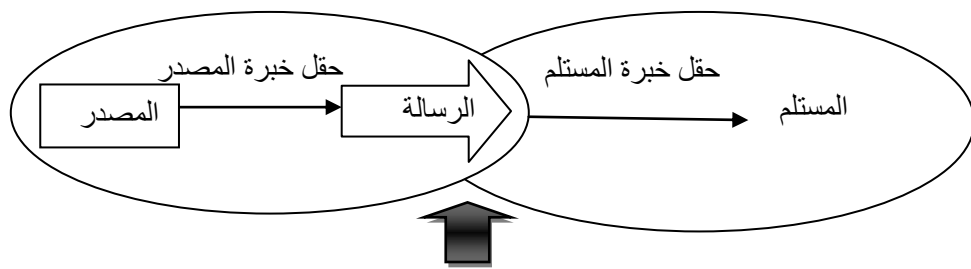 حقل خبرة المصدر
حقل خبرة المستلم
المصدر
الرسالة
المستلم